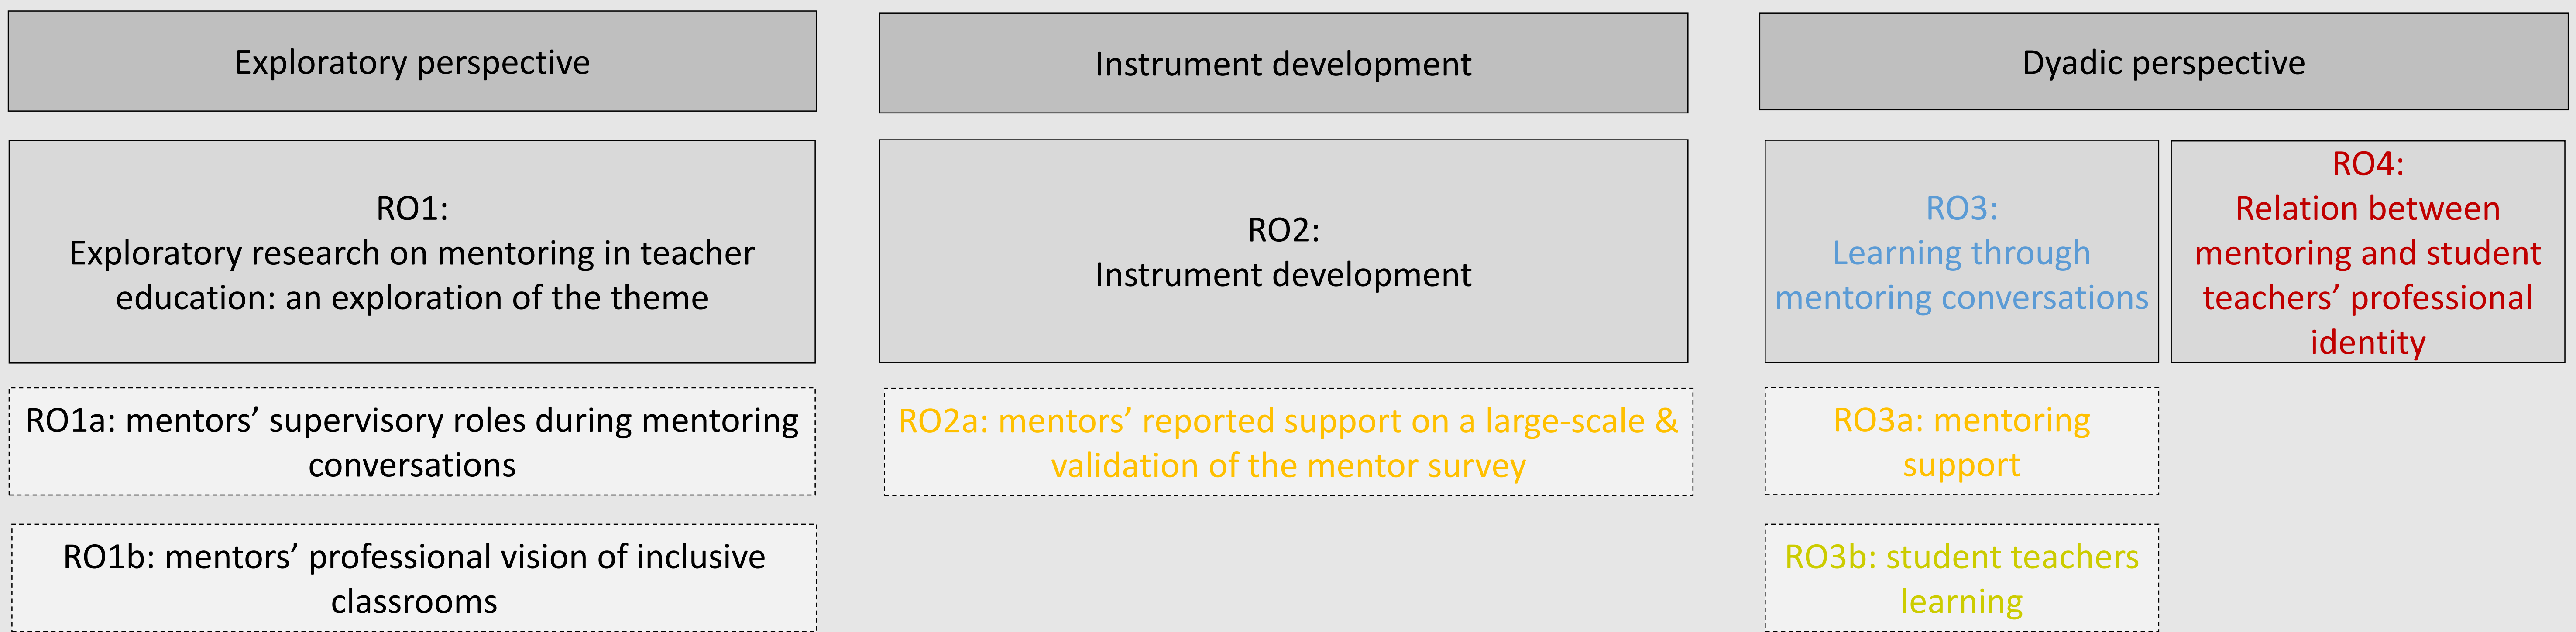 Exploratory perspective
Instrument development
Dyadic perspective
RO1:
Exploratory research on mentoring in teacher
education: an exploration of the theme
RO2:
Instrument development
RO3:
Learning through
mentoring conversations
RO4:
Relation between
mentoring and student
teachers’ professional
identity
RO1a: mentors’ supervisory roles during mentoring
conversations
RO2a: mentors’ reported support on a large-scale &
validation of the mentor survey
RO3a: mentoring
support
RO1b: mentors’ professional vision of inclusive
classrooms
RO3b: student teachers
learning